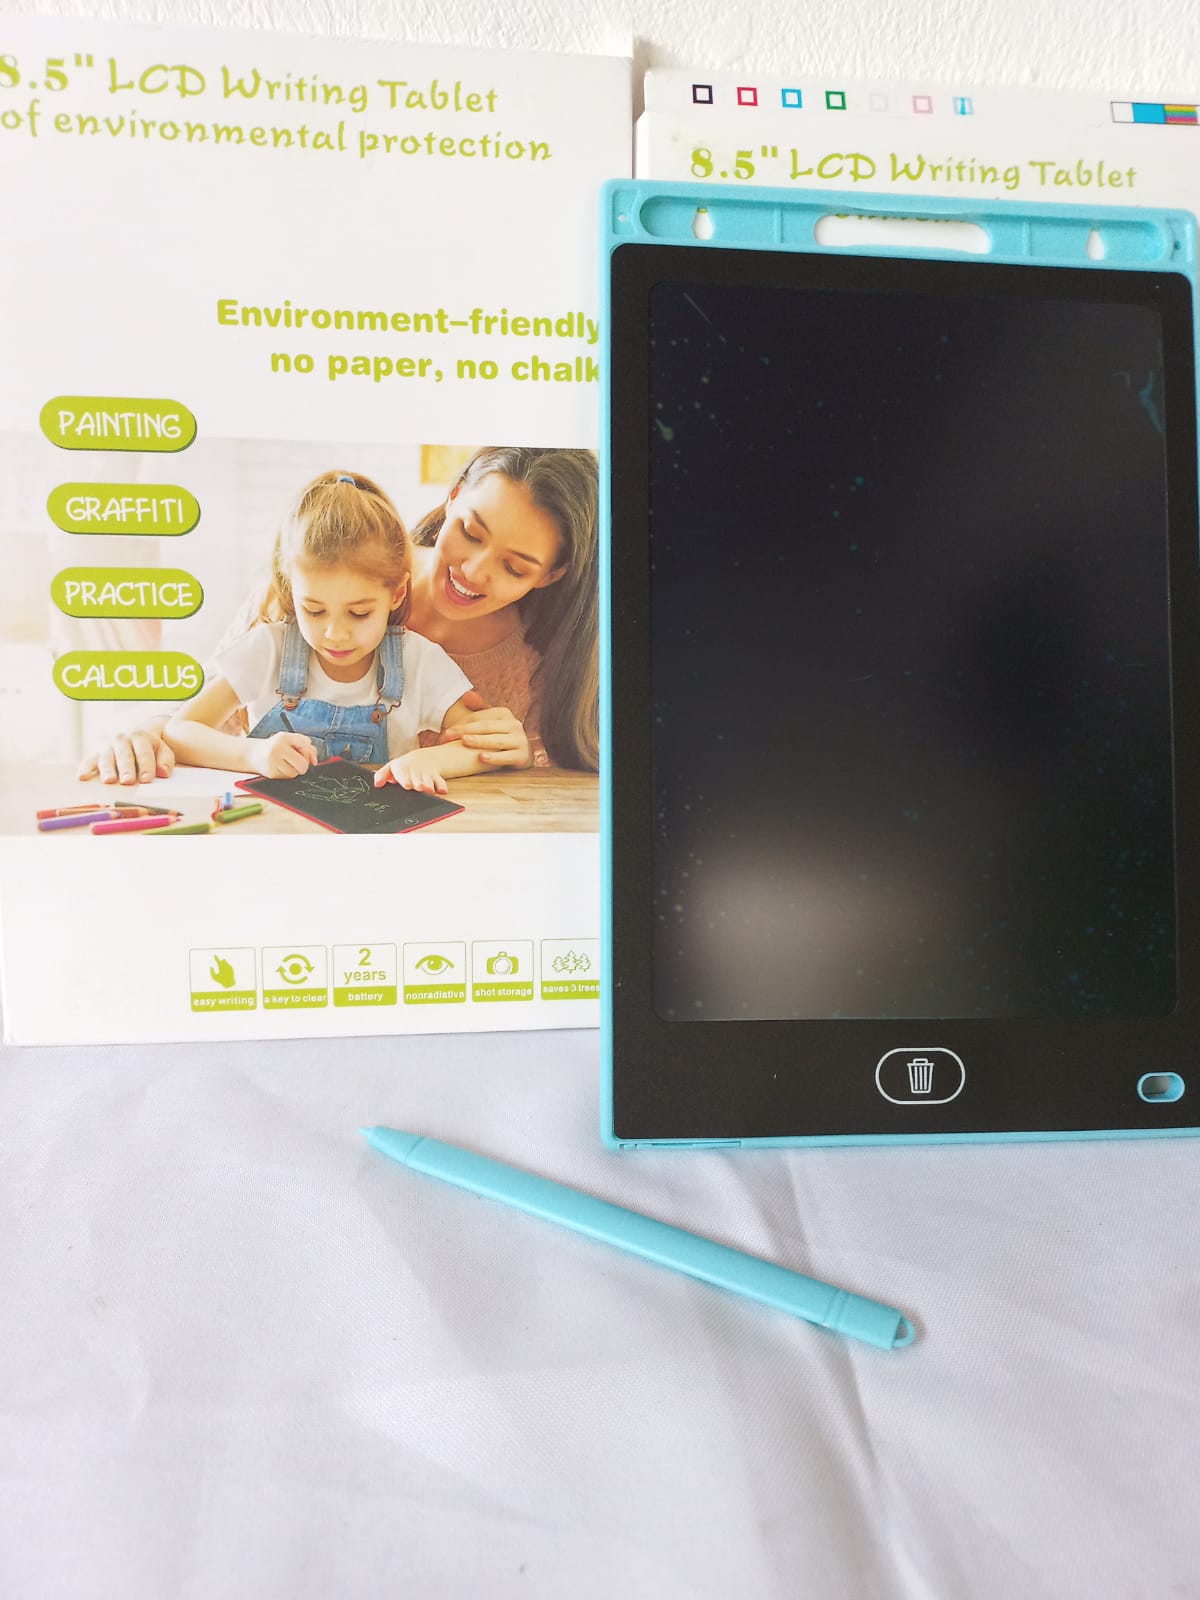 8.5" LCD Writing Tablet
of environmental protection
Environment-friendly
no paper, no chalk
PAINTING
GRAFFITI
PRACTICE
CALCULUS
easy writing
a key to clear
2
years
battery
nonradiative
shot storage
saves 3 trees
8.5" LCD Writing Tablet